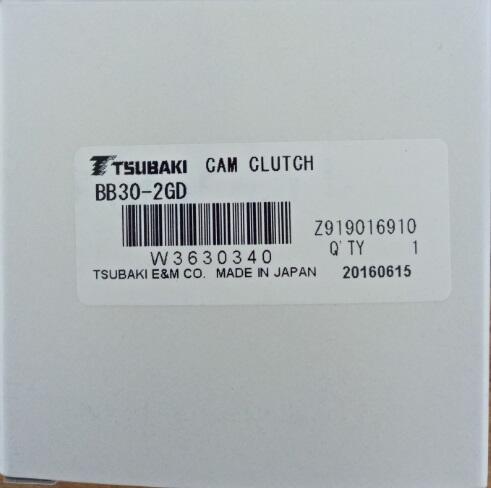 TSUBAKI CAM CLUTCH
BB30-2GD
Z919016910
W3630340 Q'TY 1
TSUBAKI E&M CO. MADE IN JAPAN 20160615